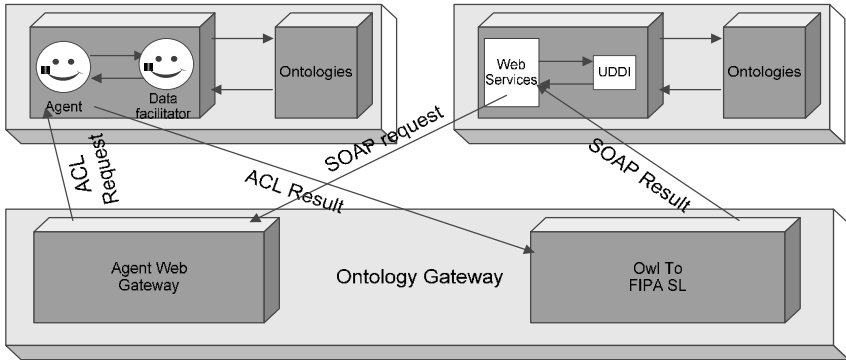 Agent
Data
facilitator
Ontologies
Web
Services
UDDI
Ontologies
ACL
Request
ACL Result
SOAP request
SOAP Result
Agent Web
Gateway
Ontology Gateway
Owl To
FIPA SL